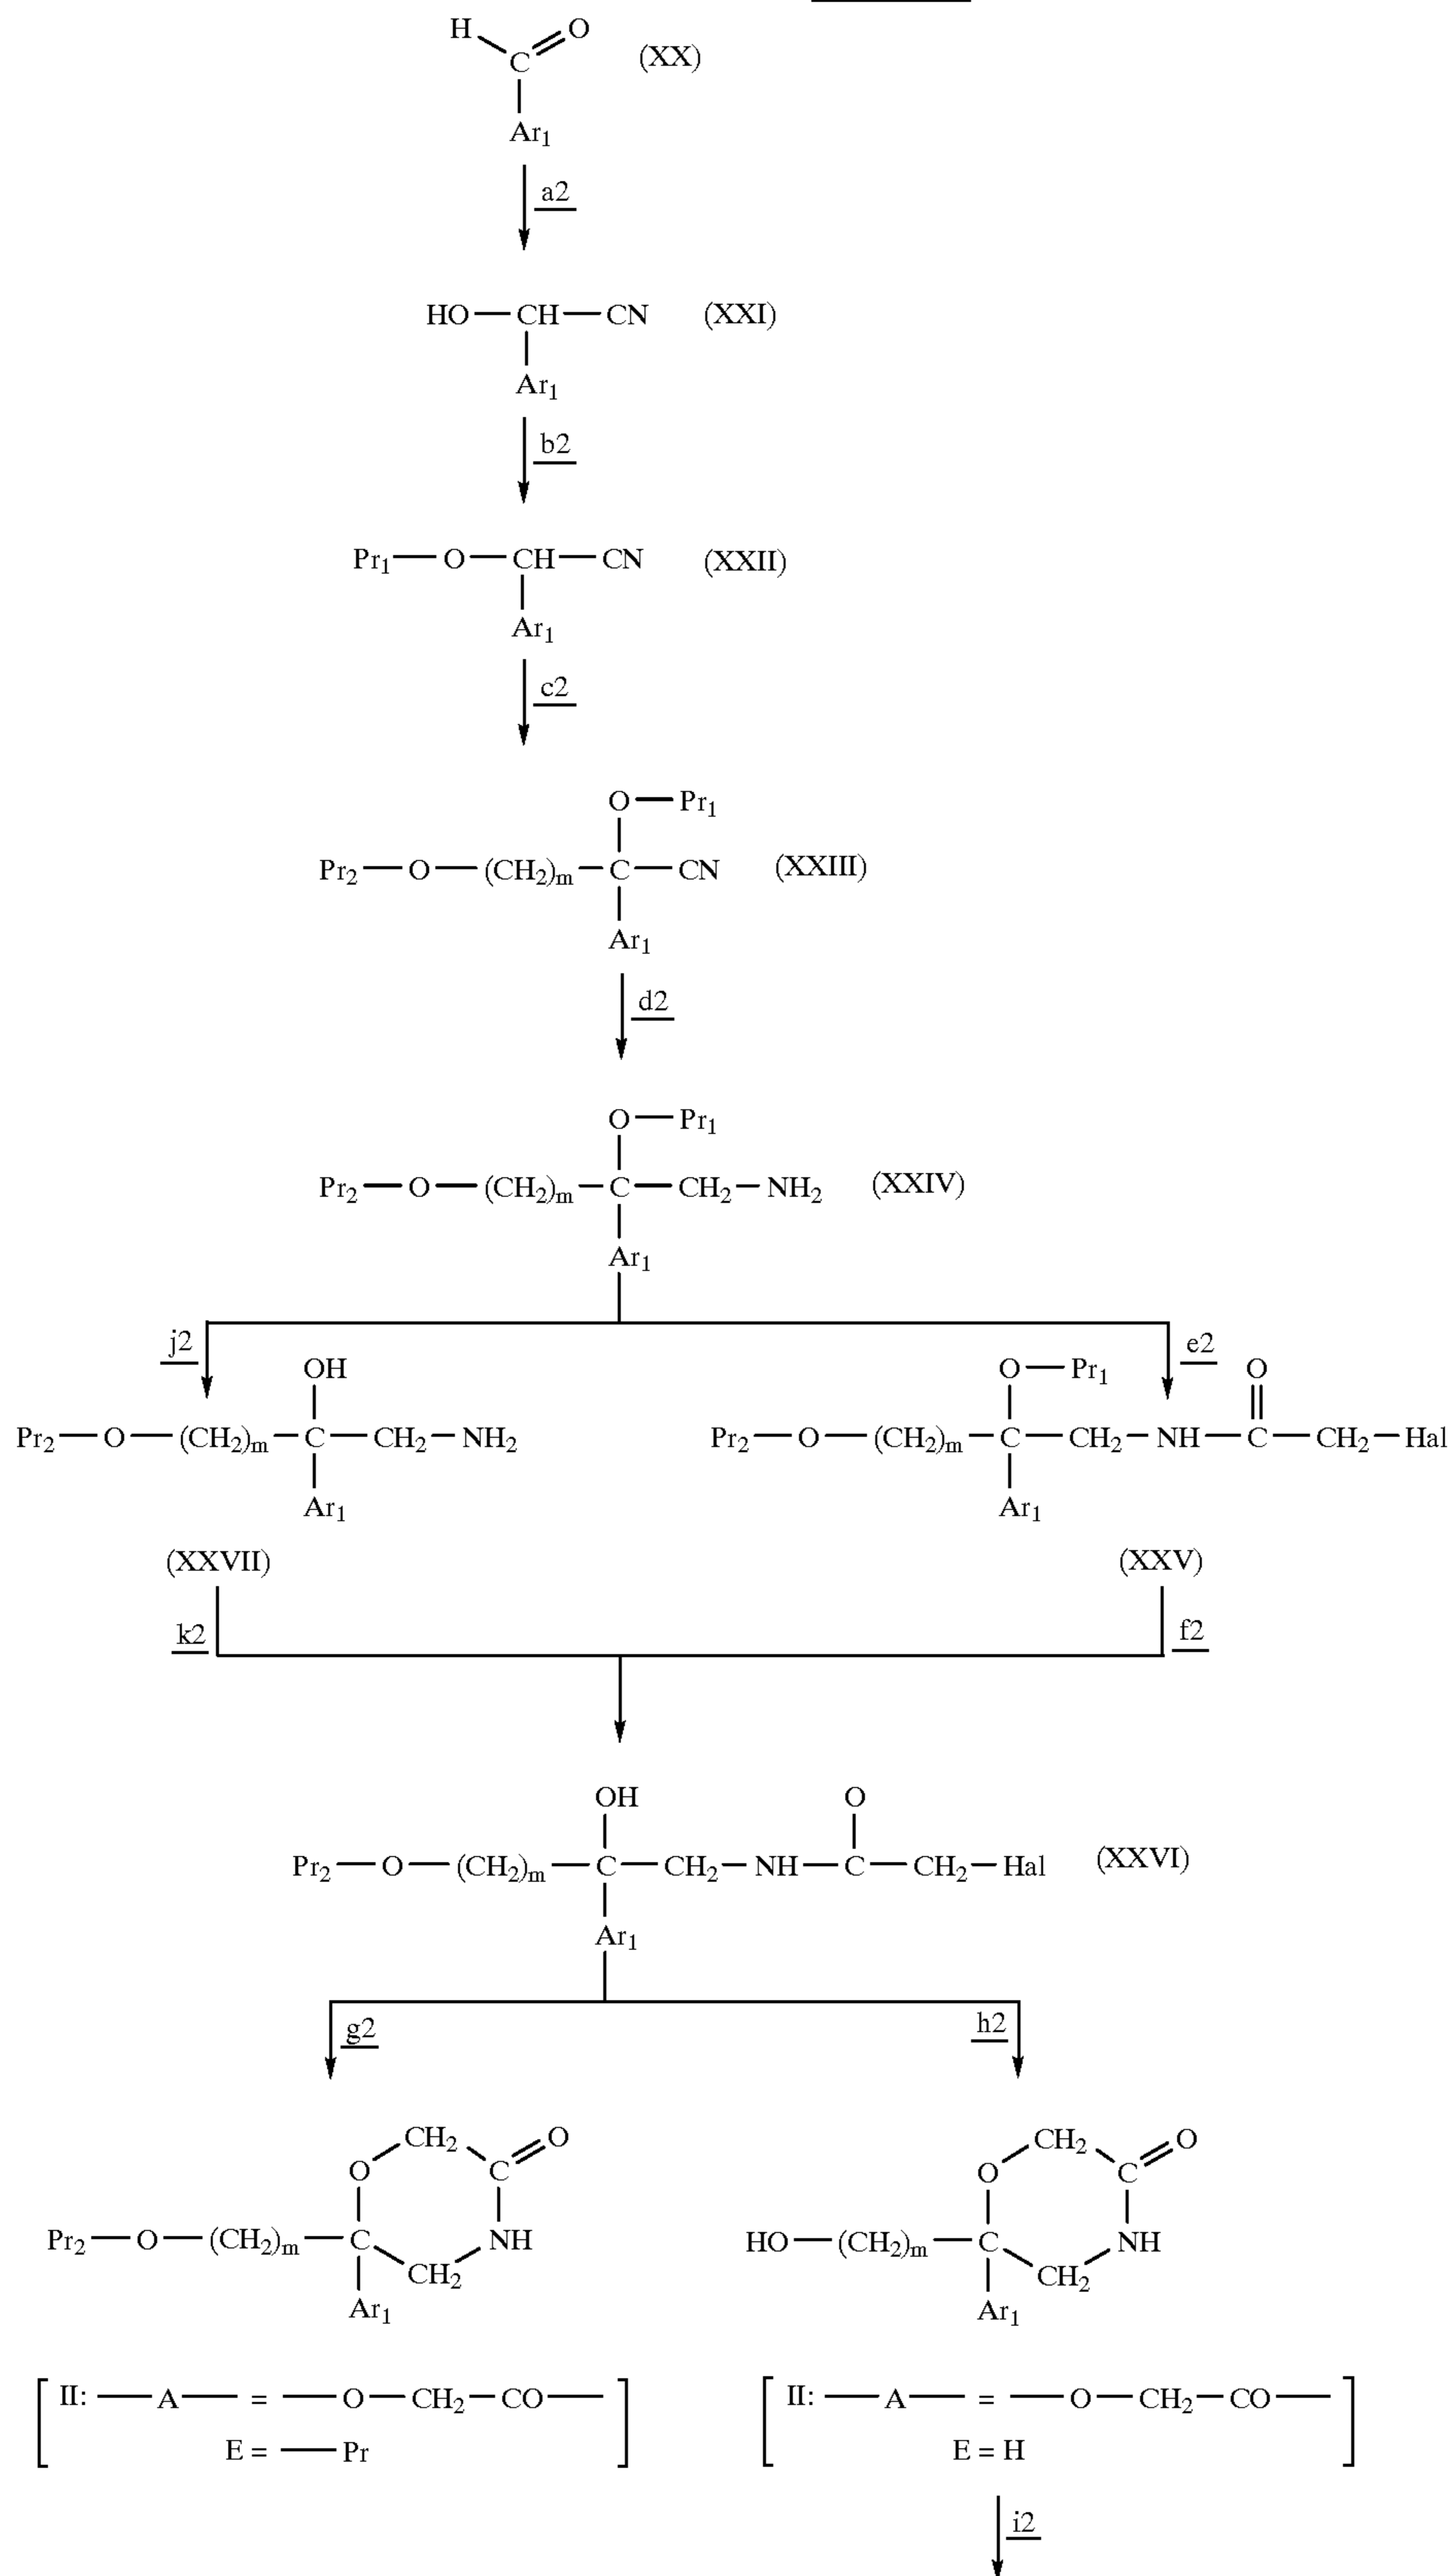 H O (XX)
C
Ar1
a2
HO—CH—CN (XXI)
Ar1
b2
Pr1—O—CH—CN (XXII)
Ar1
c2
O—Pr1
Pr2—O—(CH2)m—C—CN (XXIII)
Ar1
d2
O—Pr1
Pr2—O—(CH2)m—C—CH2—NH2 (XXIV)
Ar1
j2 e2
OH O—Pr1 O
Pr2—O—(CH2)m—C—CH2—NH2 Pr2—O—(CH2)m—C—CH2—NH—C—CH2—Hal
Ar1 Ar1
(XXVII) (XXV)
k2 f2
OH O
Pr2—O—(CH2)m—C—CH2—NH—C—CH2—Hal (XXVI)
Ar1
g2 h2
CH2 O CH2 O
O C O C
Pr2—O—(CH2)m—C NH HO—(CH2)m—C NH
CH2 CH2
Ar1 Ar1
[II: —A— = —O—CH2—CO—] [II: —A— = —O—CH2—CO—]
E = —Pr E = H
i2